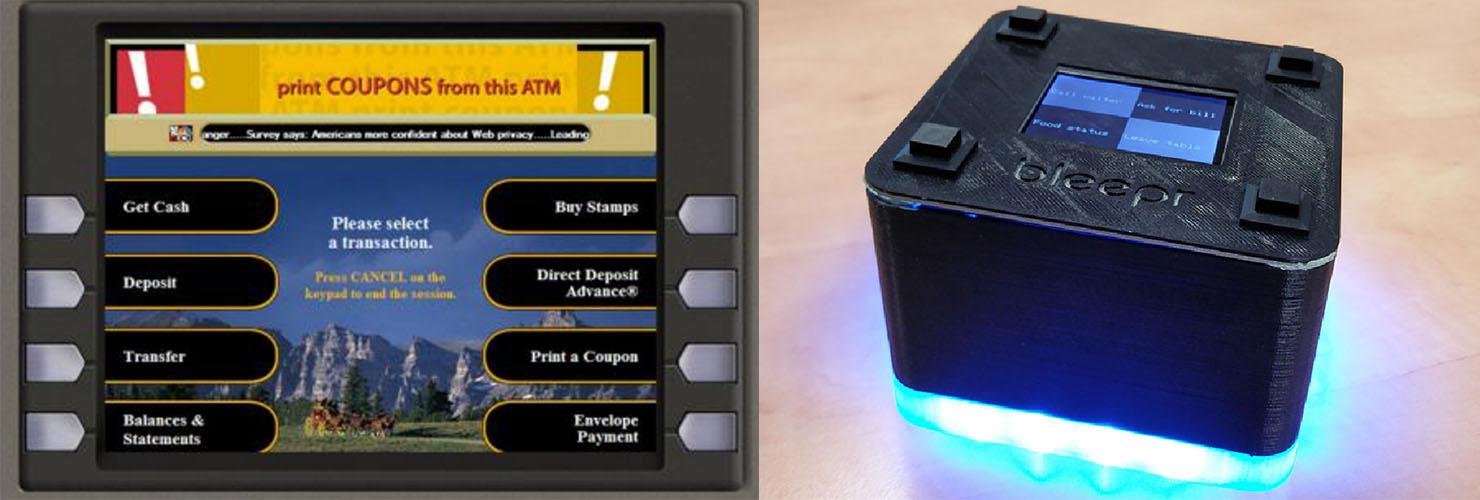 print COUPONS from this ATM
anger.....Survey says: Americans more confident about Web privacy.....Leading
Get Cash
Buy Stamps
Please select
a transaction.
Deposit
Direct Deposit
Advance®
Press CANCEL on the
keypad to end the session.
Transfer
Print a Coupon
Balances &
Statements
Envelope
Payment
Call waiter
Ask for bill
Food status
Leave table
bleepr